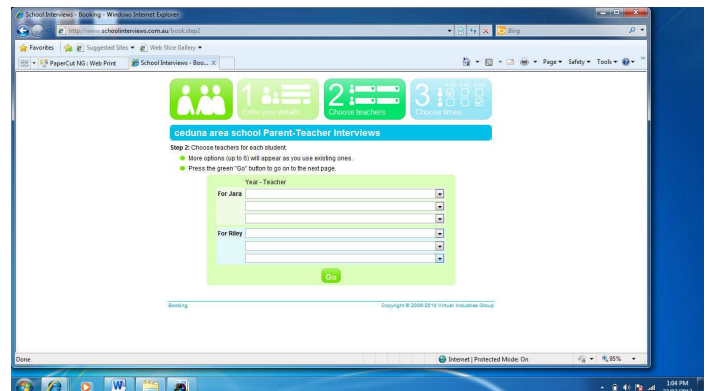 School Interviews - Booking - Windows Internet Explorer
http://www.schoolinterviews.com.au/book.step2
Bing
Favorites Suggested Sites Web Slice Gallery
PaperCut NG : Web Print School Interviews - Boo...
Page Safety Tools
1 Enter your details
2 Choose teachers
3 Choose times
ceduna area school Parent-Teacher Interviews
Step 2: Choose teachers for each student.
More options (up to 6) will appear as you use existing ones.
Press the green "Go" button to go on to the next page.
Year - Teacher
For Jara
For Riley
Go
Booking Copyright © 2009-2010 Virtual Industries Group
Done Internet | Protected Mode: On 95%
1:04 PM